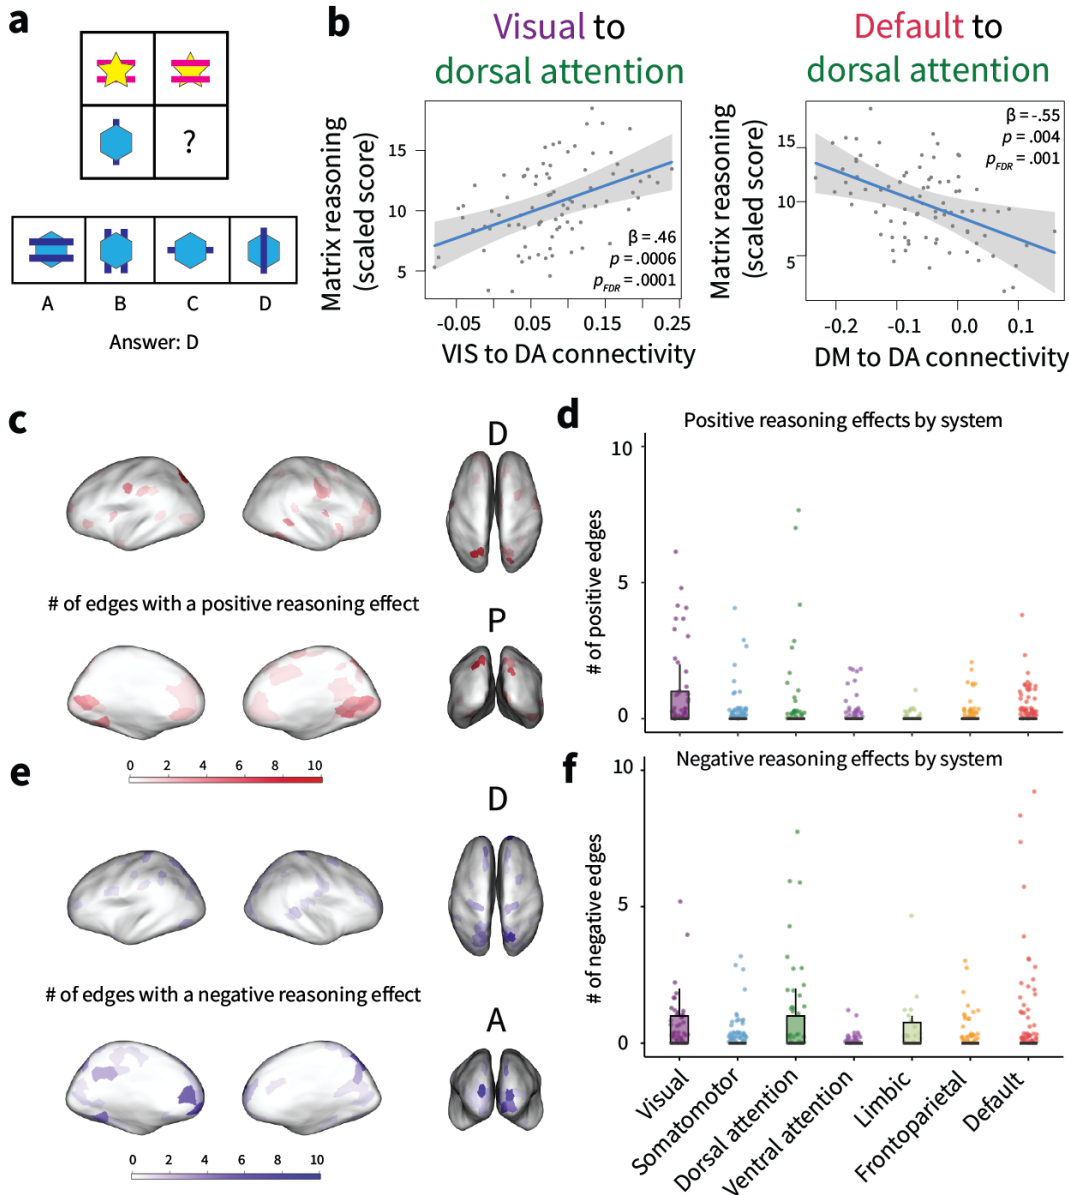 a
?
A B C D
Answer: D
b
Visual to
dorsal attention
Matrix reasoning
(scaled score)
15
10
5
β = .46
p = .0006
pFDR = .0001
-0.05 0.05 0.15 0.25
VIS to DA connectivity
Default to
dorsal attention
Matrix reasoning
(scaled score)
15
10
5
β = -.55
p = .004
pFDR = .001
-0.2 -0.1 0.0 0.1
DM to DA connectivity
c
D
# of edges with a positive reasoning effect
P
0 2 4 6 8 10
d
Positive reasoning effects by system
# of positive edges
10
5
0
e
D
# of edges with a negative reasoning effect
A
0 2 4 6 8 10
f
Negative reasoning effects by system
# of negative edges
10
5
0
Visual
Somatomotor
Dorsal attention
Ventral attention
Limbic
Frontoparietal
Default